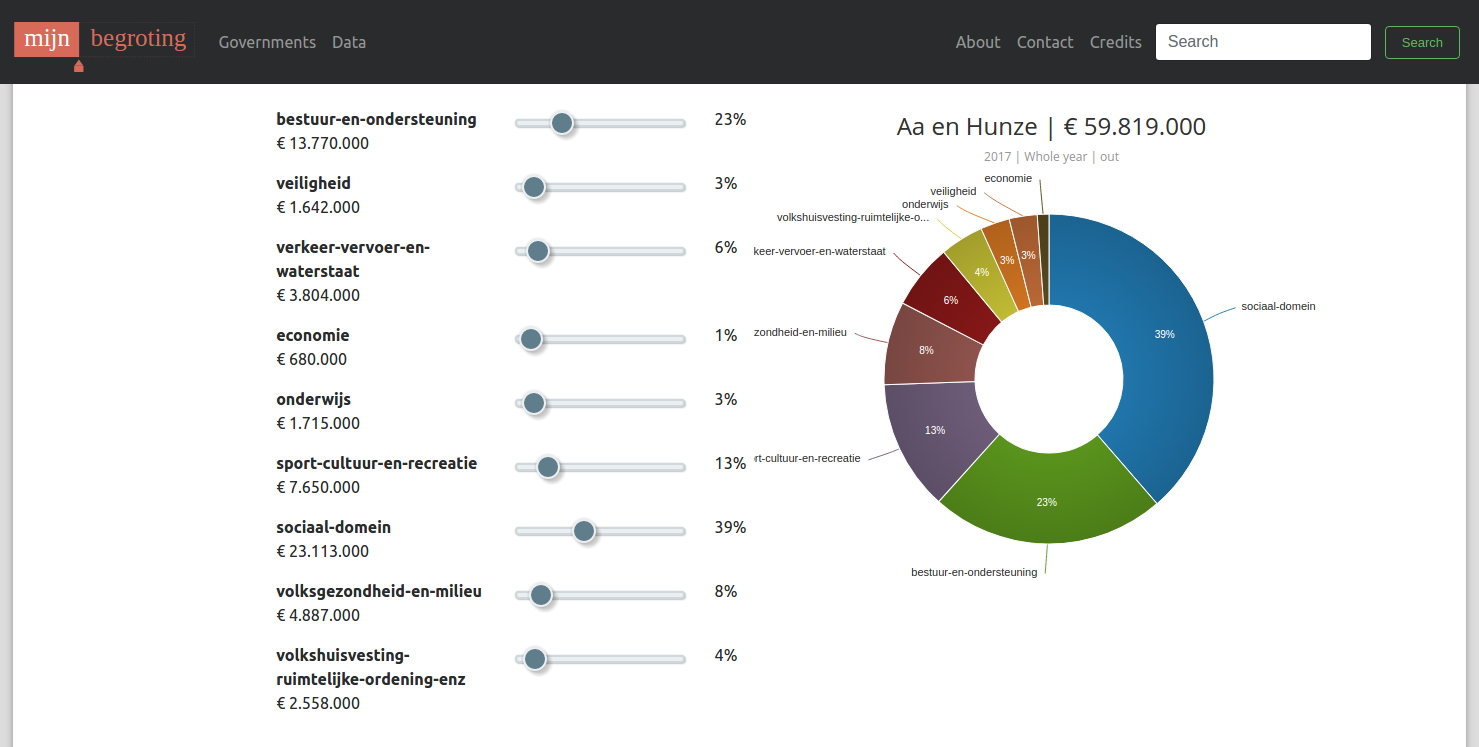 mijn begroting Governments Data About Contact Credits Search Search
bestuur-en-ondersteuning 23%
€ 13.770.000
veiligheid 3%
€ 1.642.000
verkeer-vervoer-en- 6%
waterstaat
€ 3.804.000
economie 1%
€ 680.000
onderwijs 3%
€ 1.715.000
sport-cultuur-en-recreatie 13%
€ 7.650.000
sociaal-domein 39%
€ 23.113.000
volksgezondheid-en-milieu 8%
€ 4.887.000
volkshuisvesting- 4%
ruimtelijke-ordening-enz
€ 2.558.000
Aa en Hunze | € 59.819.000
2017 | Whole year | out
economie
veiligheid
onderwijs
volkshuisvesting-ruimtelijke-o...
keer-vervoer-en-waterstaat
3%
3%
4%
6%
sociaal-domein
39%
zondheid-en-milieu
8%
13%
rt-cultuur-en-recreatie
23%
bestuur-en-ondersteuning